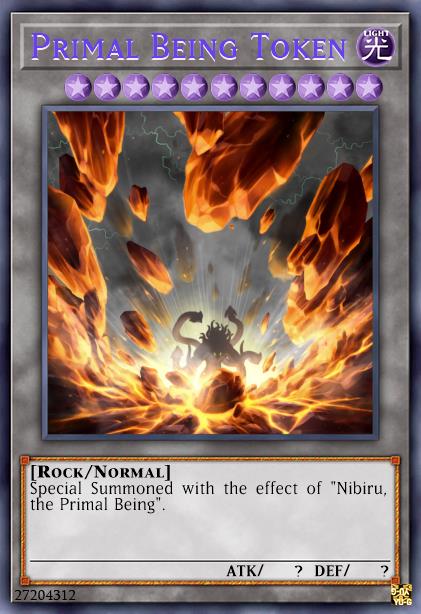 PRIMAL BEING TOKEN
LIGHT
光
[ROCK/NORMAL]
Special Summoned with the effect of "Nibiru,
the Primal Being".
ATK/ ? DEF/ ?
27204312